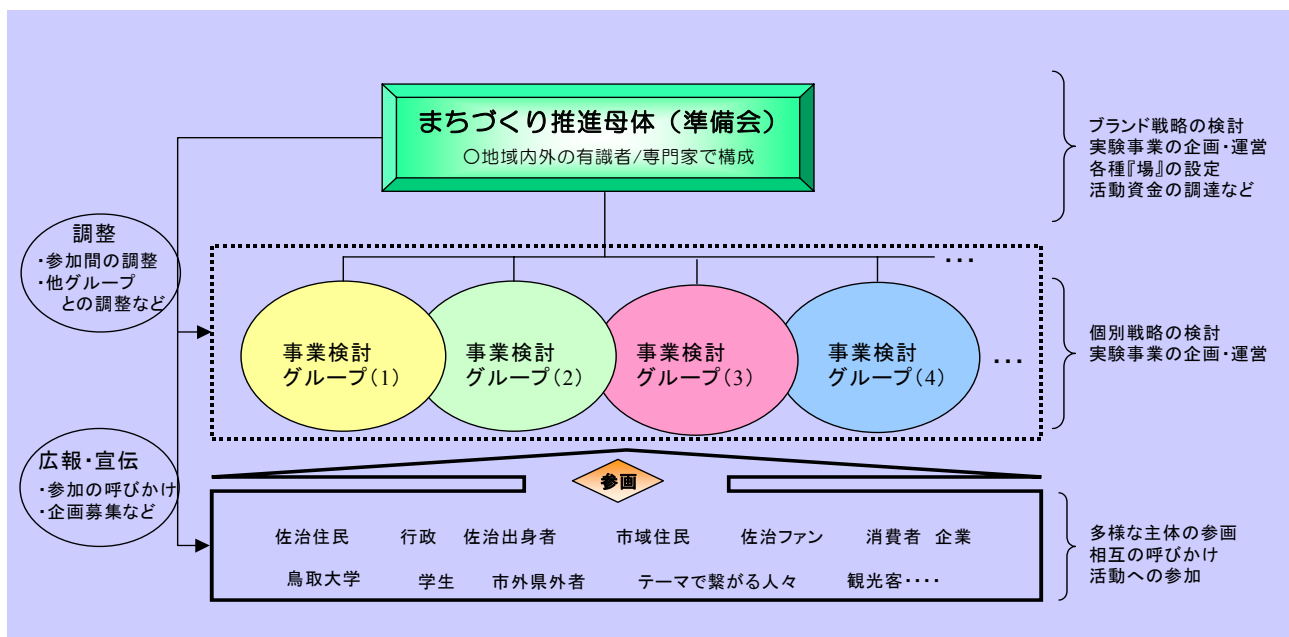 まちづくり推進母体（準備会）
○地域内外の有識者/専門家で構成
ブランド戦略の検討
実験事業の企画・運営
各種『場』の設定
活動資金の調達など
調整
・参加間の調整
・他グループ
との調整など
…
事業検討
グループ(1)
事業検討
グループ(2)
事業検討
グループ(3)
事業検討
グループ(4)
…
個別戦略の検討
実験事業の企画・運営
広報・宣伝
・参加の呼びかけ
・企画募集など
参画
佐治住民 行政 佐治出身者 市域住民 佐治ファン 消費者 企業
鳥取大学 学生 市外県外者 テーマで繋がる人々 観光客・・・・
多様な主体の参画
相互の呼びかけ
活動への参加